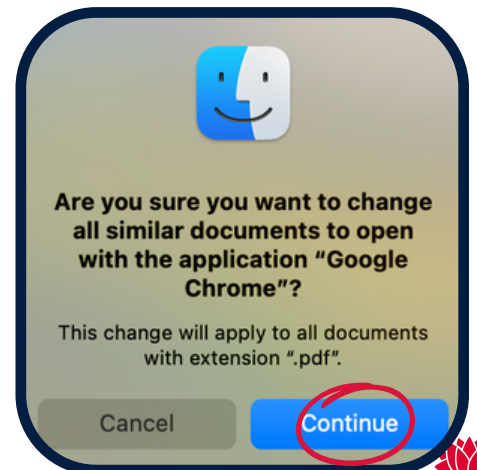 Are you sure you want to change
all similar documents to open
with the application “Google
Chrome”?
This change will apply to all documents
with extension “.pdf”.
Cancel
Continue